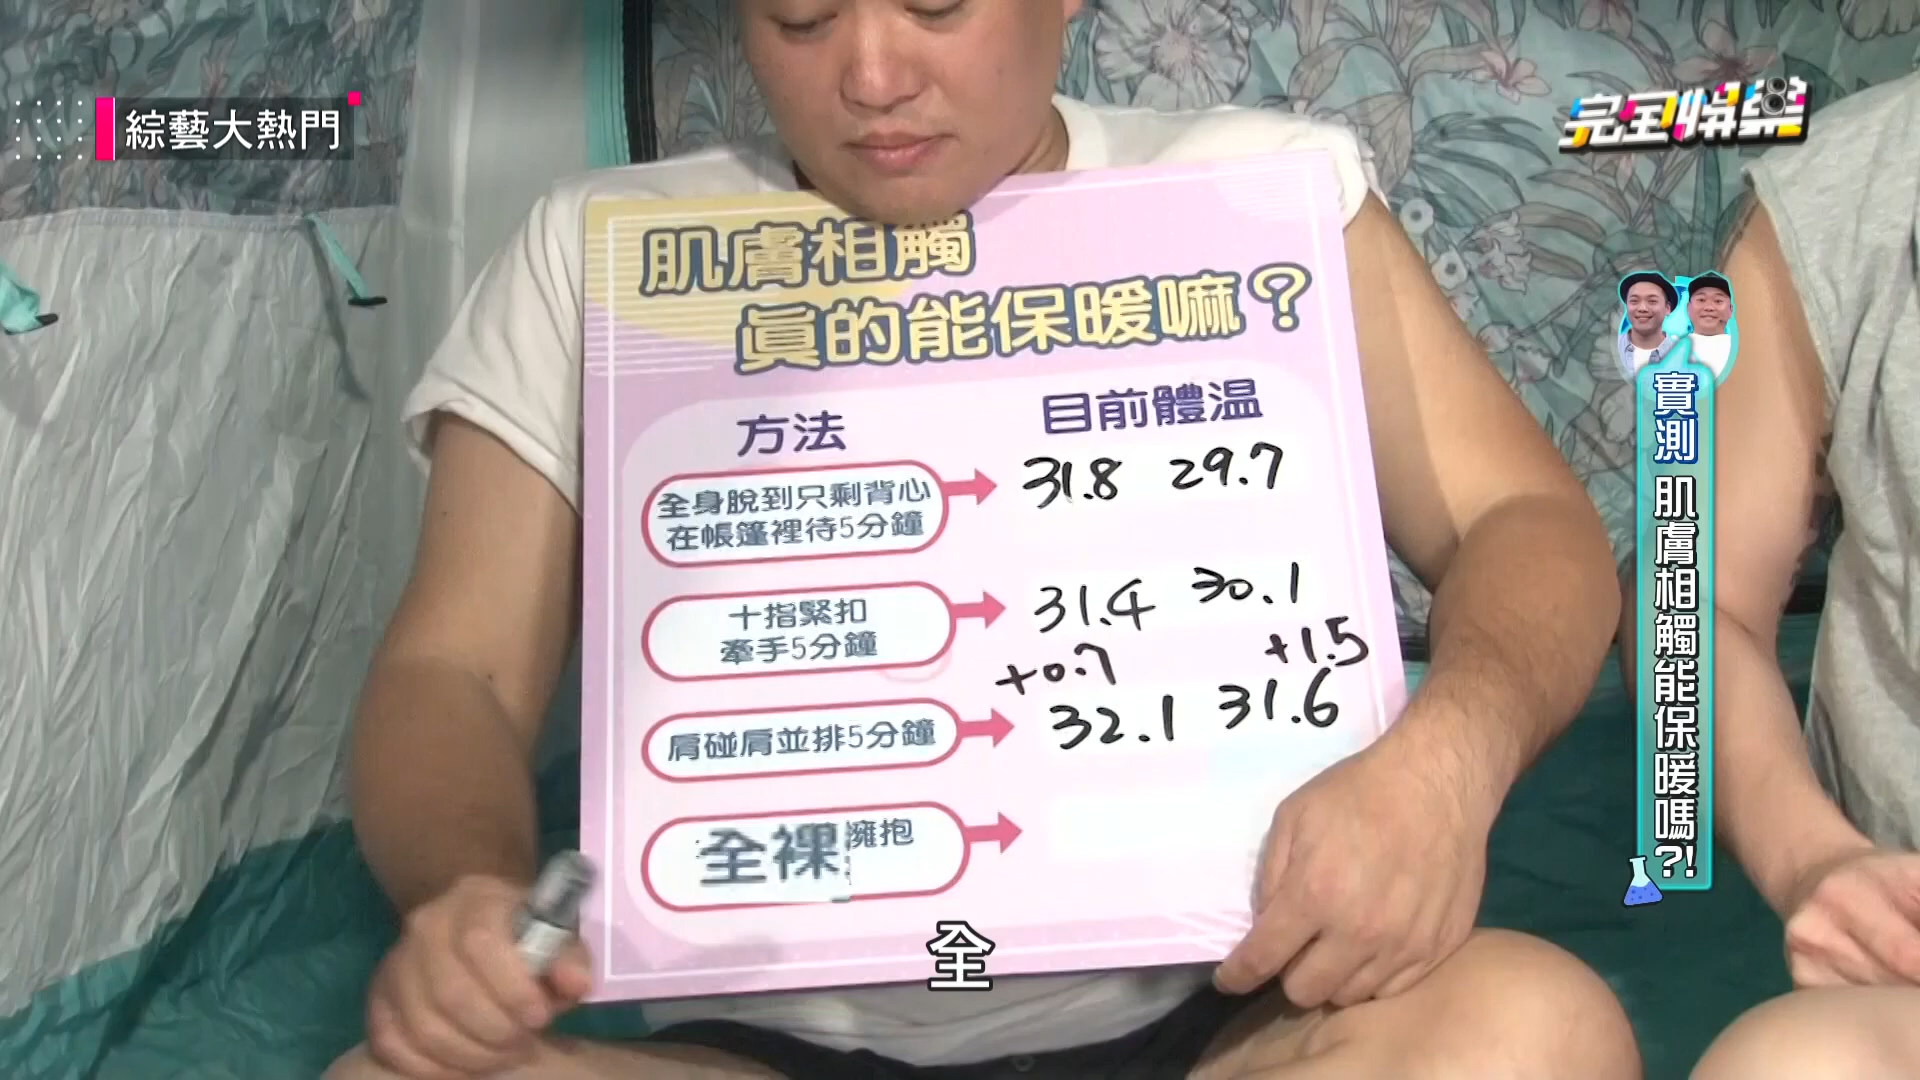 綜藝大熱門
完全娛樂
肌膚相觸
真的能保暖嘛？
方法
目前體溫
全身脫到只剩背心
在帳篷裡待5分鐘
31.8 29.7
十指緊扣
牽手5分鐘
31.4 30.1
+0.7 +1.5
肩碰肩並排5分鐘
32.1 31.6
全裸擁抱
全
實測 肌膚相觸能保暖嗎?!